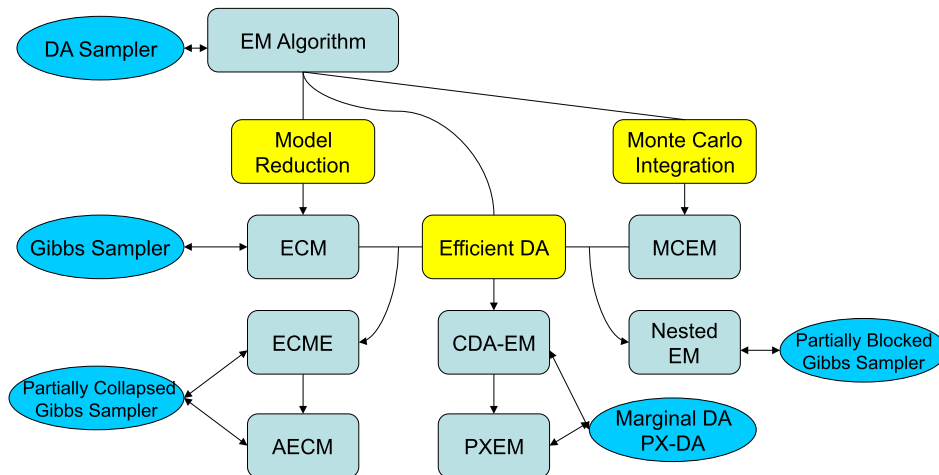 EM Algorithm
DA Sampler
Model
Reduction
Monte Carlo
Integration
Gibbs Sampler
ECM
Efficient DA
MCEM
ECME
CDA-EM
Nested
EM
Partially Blocked
Gibbs Sampler
Partially Collapsed
Gibbs Sampler
AECM
PXEM
Marginal DA
PX-DA